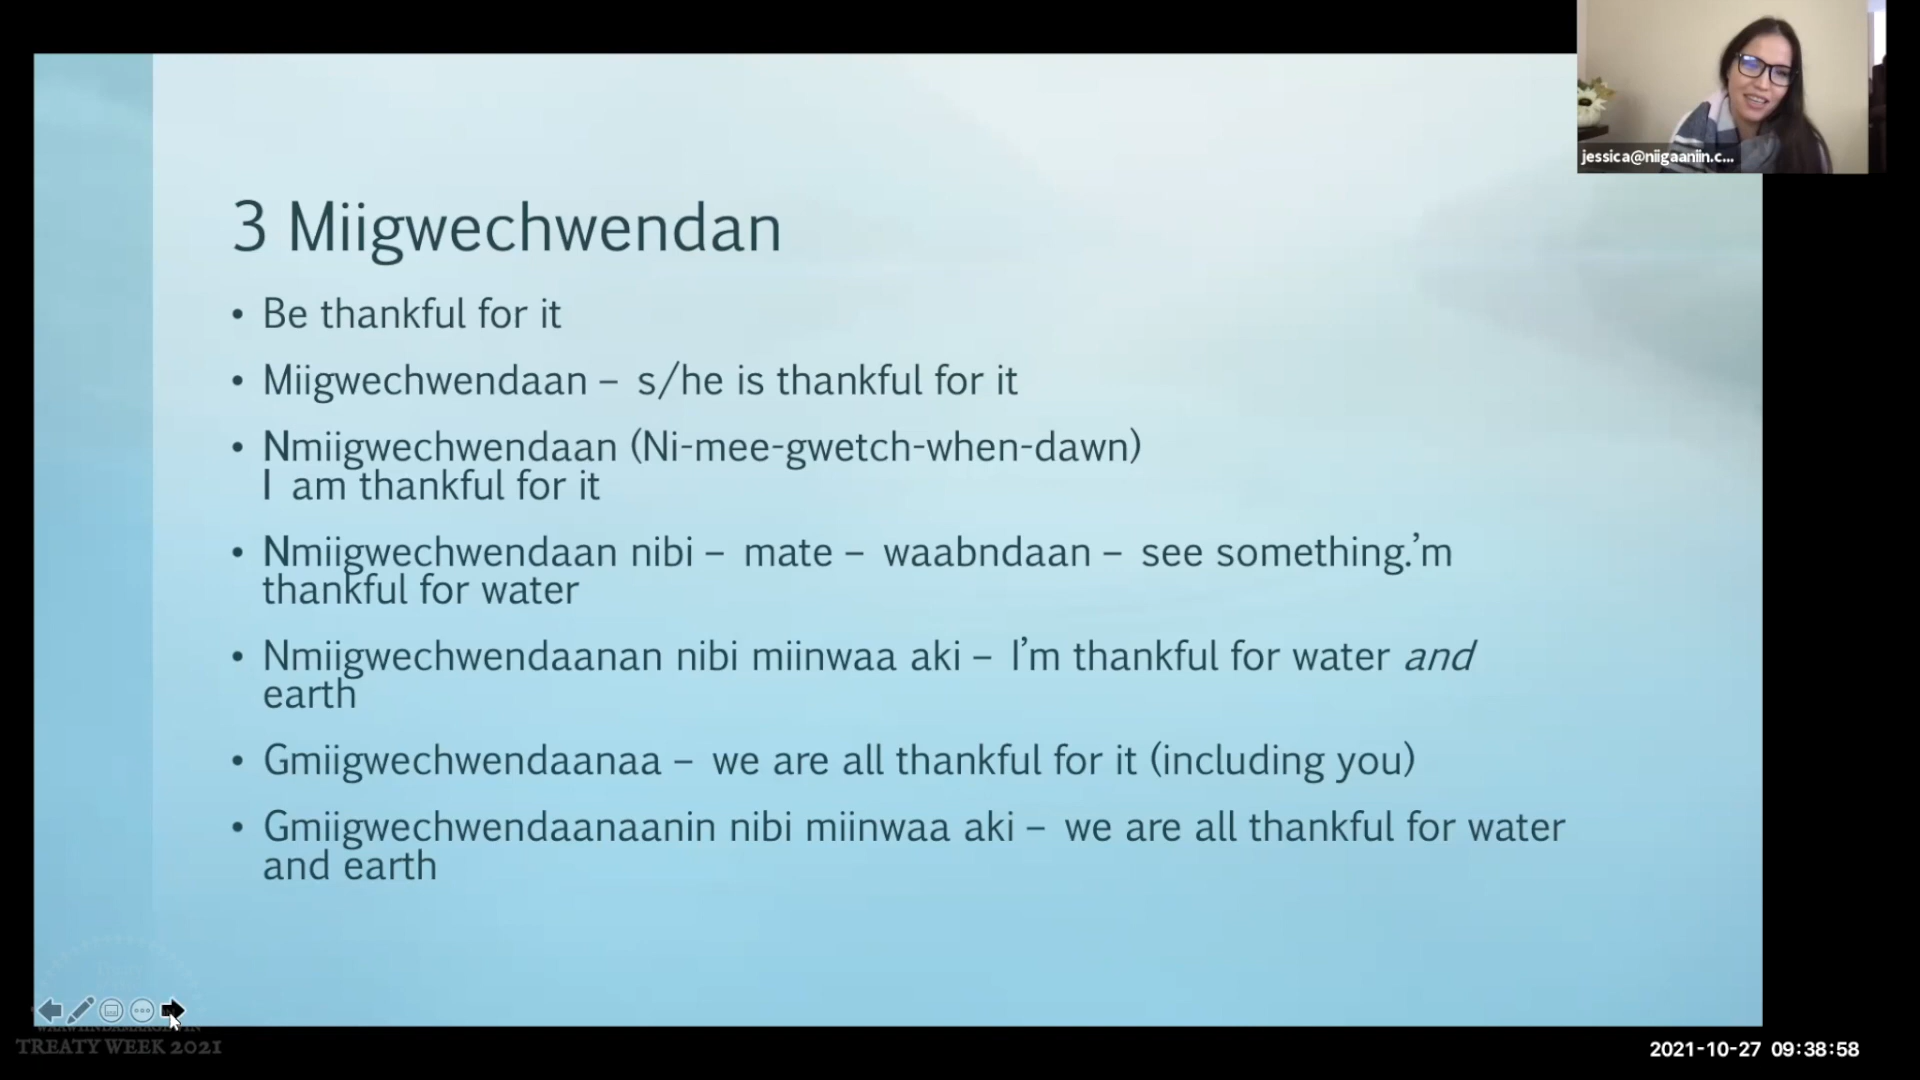 jessica@niigaaniin.c...
3 Miigwechwendan
• Be thankful for it
• Miigwechwendaan – s/he is thankful for it
• Nmiigwechwendaan (Ni-mee-gwetch-when-dawn)
I am thankful for it
• Nmiigwechwendaan nibi – mate – waabndaan – see something.’m
thankful for water
• Nmiigwechwendaanan nibi miinwaa aki – I’m thankful for water and
earth
• Gmiigwechwendaanaa – we are all thankful for it (including you)
• Gmiigwechwendaanaanin nibi miinwaa aki – we are all thankful for water
and earth
TREATY WEEK 2021
2021-10-27 09:38:58